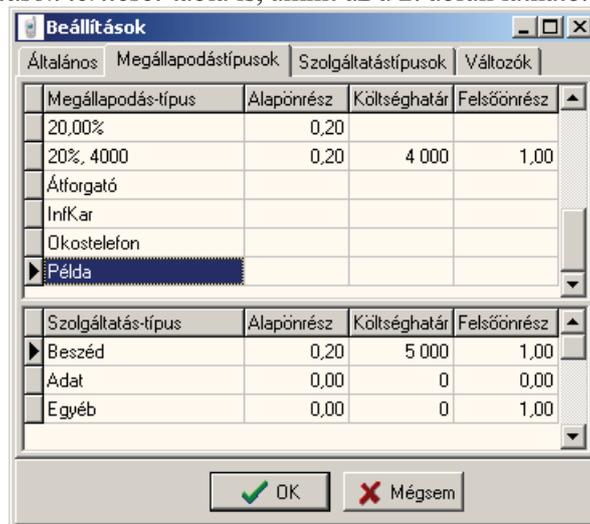 Beállítások
Általános Megállapodástípusok Szolgáltatástípusok Változók
Megállapodás-típus Alapönrész Költséghatár Felsőönrész
20,00% 0,20
20%, 4000 0,20 4 000 1,00
Átforgató
InfKar
Okostelefon
Példa
Szolgáltatás-típus Alapönrész Költséghatár Felsőönrész
Beszéd 0,20 5 000 1,00
Adat 0,00 0 0,00
Egyéb 0,00 0 1,00
OK Mégsem